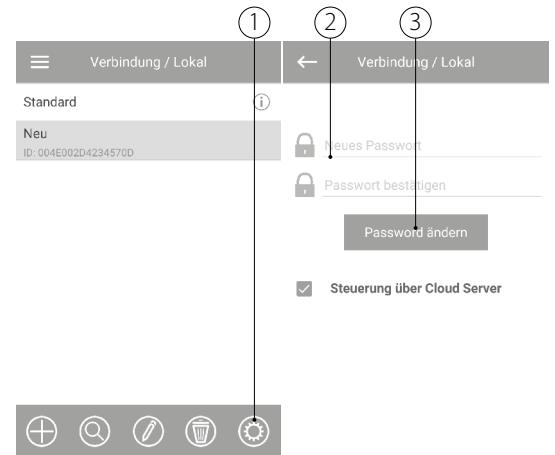 1
2
3
Verbindung / Lokal
Standard
i
Neu
ID: 004E002D4234570D
Verbindung / Lokal
Neues Passwort
Passwort bestätigen
Password ändern
Steuerung über Cloud Server